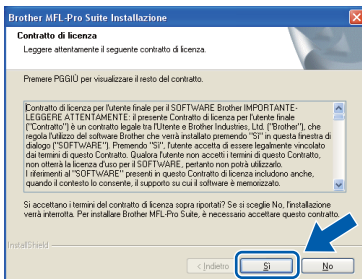 Brother MFL-Pro Suite Installazione
Contratto di licenza
Leggere attentamente il seguente contratto di licenza.
Premere PGGIÙ per visualizzare il resto del contratto.
Contratto di licenza per l'utente finale per il SOFTWARE Brother IMPORTANTE-
LEGGERE ATTENTAMENTE: il presente Contratto di licenza per l'utente finale
("Contratto") è un contratto legale tra l'Utente e Brother Industries, Ltd. ("Brother"), che
regola l'utilizzo del software Brother che verrà installato premendo "Sì" in questa finestra di
dialogo ("SOFTWARE"). Premendo "Sì", l'utente accetta di essere legalmente vincolato
dai termini di questo Contratto. Qualora l'utente non accetti i termini di questo Contratto,
non otterrà la licenza d'uso per il SOFTWARE, pertanto non potrà utilizzarlo.
I riferimenti al "SOFTWARE" presenti in questo Contratto di licenza includono anche,
quando il contesto lo consente, il supporto su cui il software è memorizzato.
Si accettano i termini del contratto di licenza sopra riportati? Se si sceglie No, l'installazione
verrà interrotta. Per installare Brother MFL-Pro Suite, è necessario accettare questo contratto.
InstallShield
< Indietro
Sì
No